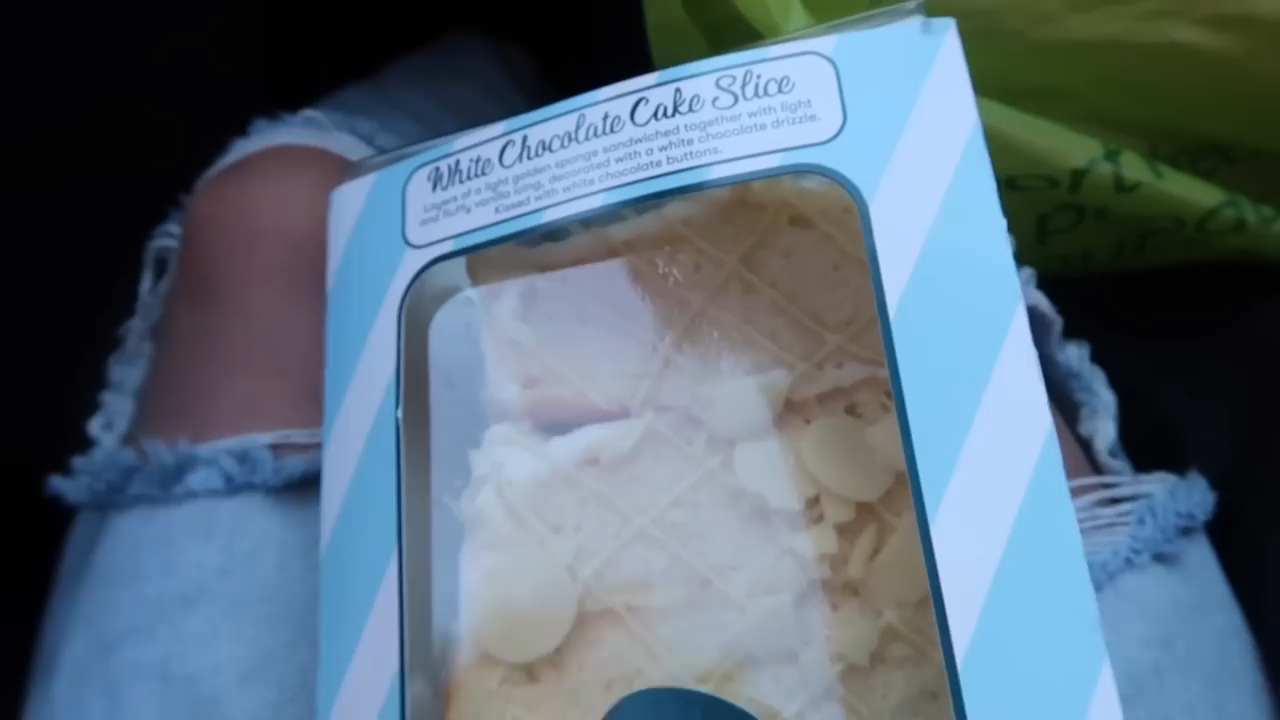 White Chocolate Cake Slice
Layers of a light golden sponge sandwiched together with light
and fluffy vanilla icing, decorated with a white chocolate drizzle.
Kissed with white chocolate buttons.